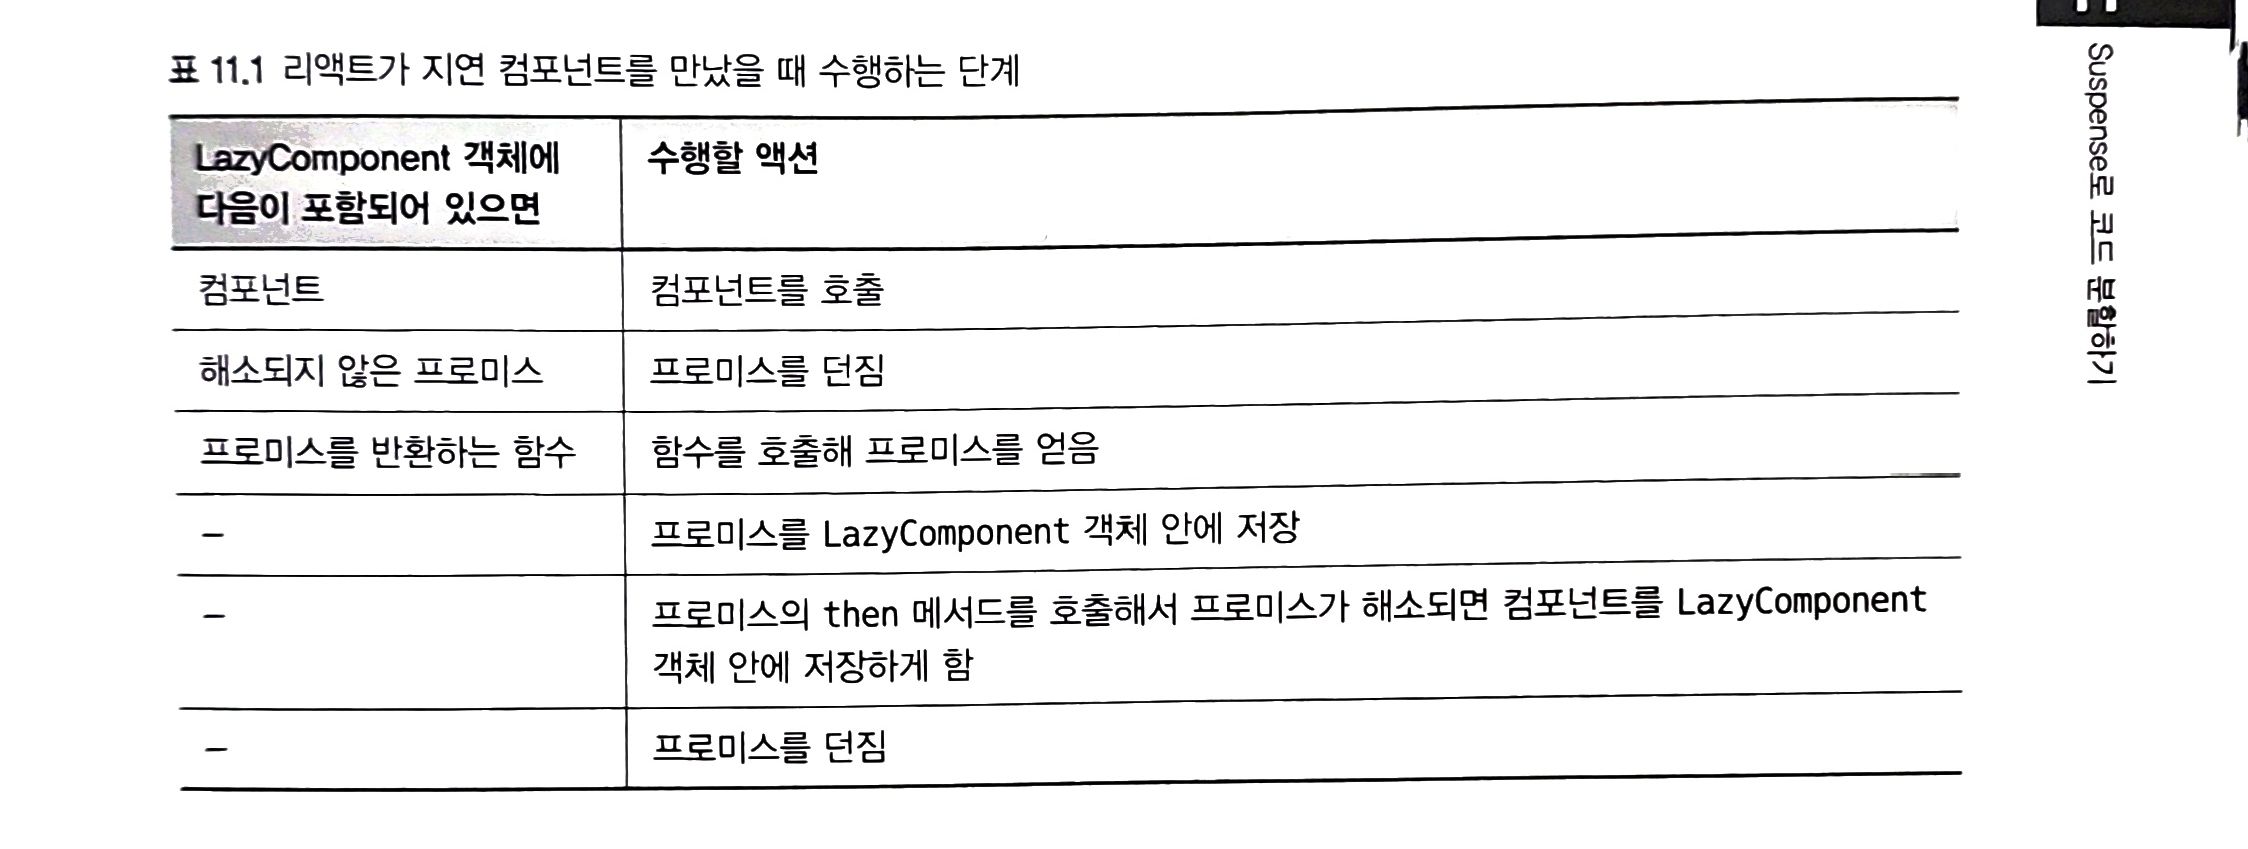 표 11.1 리액트가 지연 컴포넌트를 만났을 때 수행하는 단계
LazyComponent 객체에
다음이 포함되어 있으면
수행할 액션
컴포넌트
컴포넌트를 호출
해소되지 않은 프로미스
프로미스를 던짐
프로미스를 반환하는 함수
함수를 호출해 프로미스를 얻음
–
프로미스를 LazyComponent 객체 안에 저장
–
프로미스의 then 메서드를 호출해서 프로미스가 해소되면 컴포넌트를 LazyComponent
객체 안에 저장하게 함
–
프로미스를 던짐
Suspense로 코드 분할하기